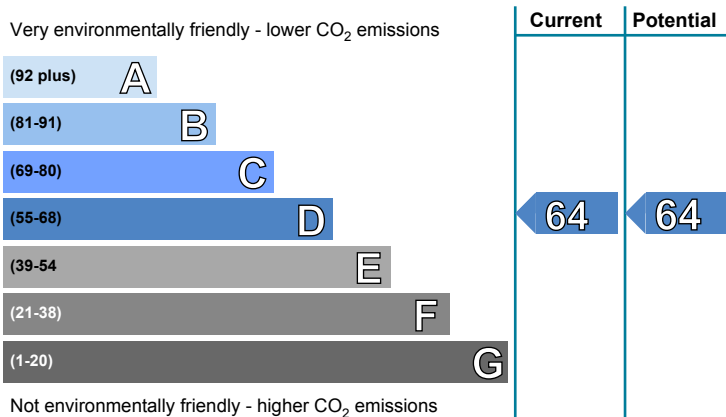 Very environmentally friendly - lower CO2 emissions
Current
Potential
(92 plus) A
(81-91) B
(69-80) C
(55-68) D
64
64
(39-54 E
(21-38) F
(1-20) G
Not environmentally friendly - higher CO2 emissions